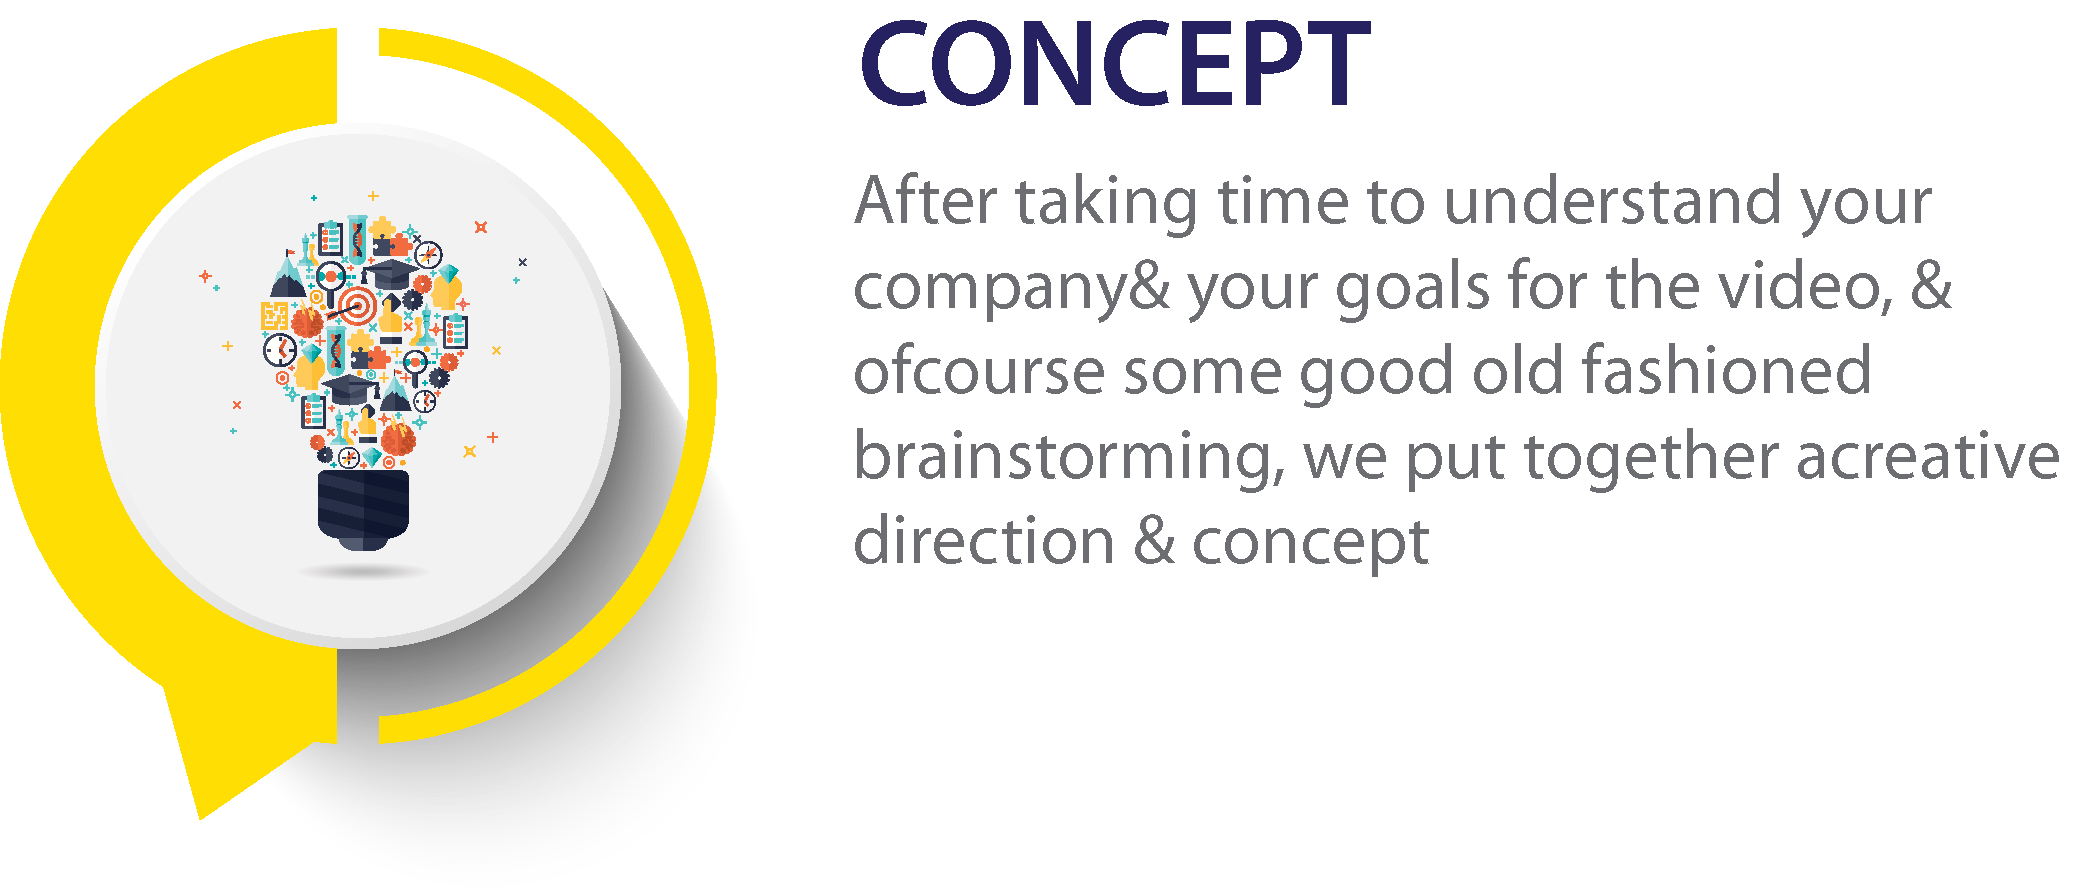 CONCEPT
After taking time to understand your
company& your goals for the video, &
ofcourse some good old fashioned
brainstorming, we put together acreative
direction & concept